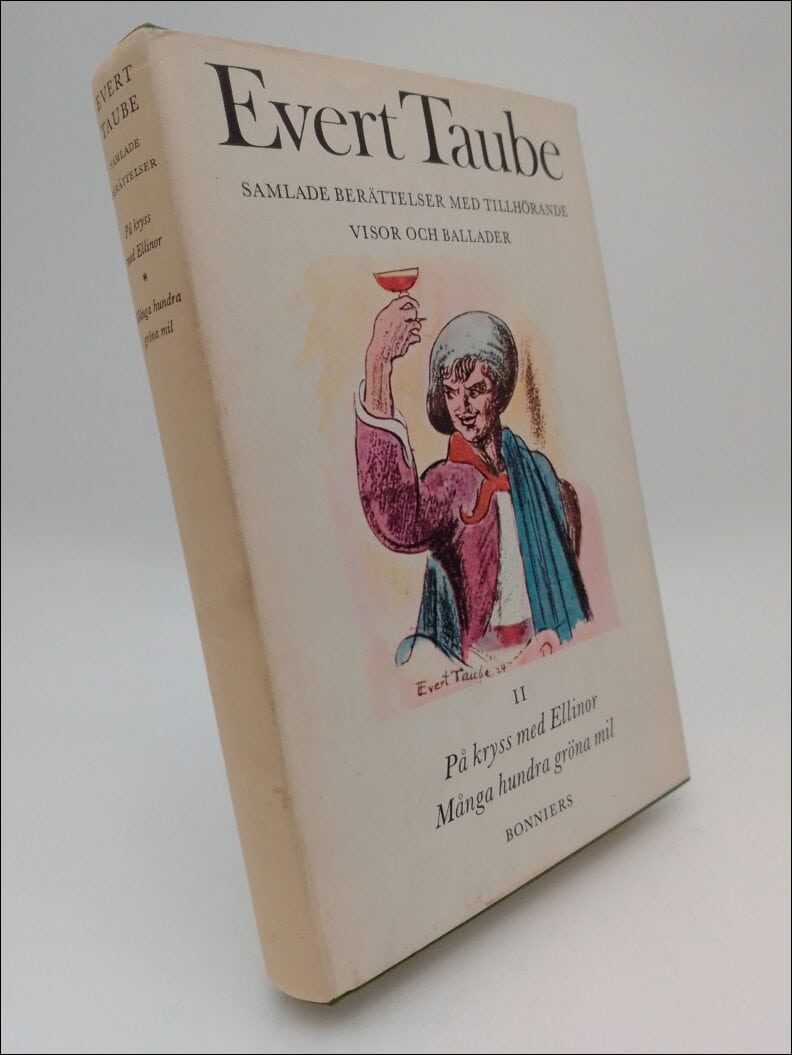 EVERT
TAUBE
SAMLADE
BERÄTTELSER
På kryss
med Ellinor
*
Många hundra
gröna mil
Evert Taube
SAMLADE BERÄTTELSER MED TILLHÖRANDE
VISOR OCH BALLADER
Evert Taube. 24
II
På kryss med Ellinor
Många hundra gröna mil
BONNIERS